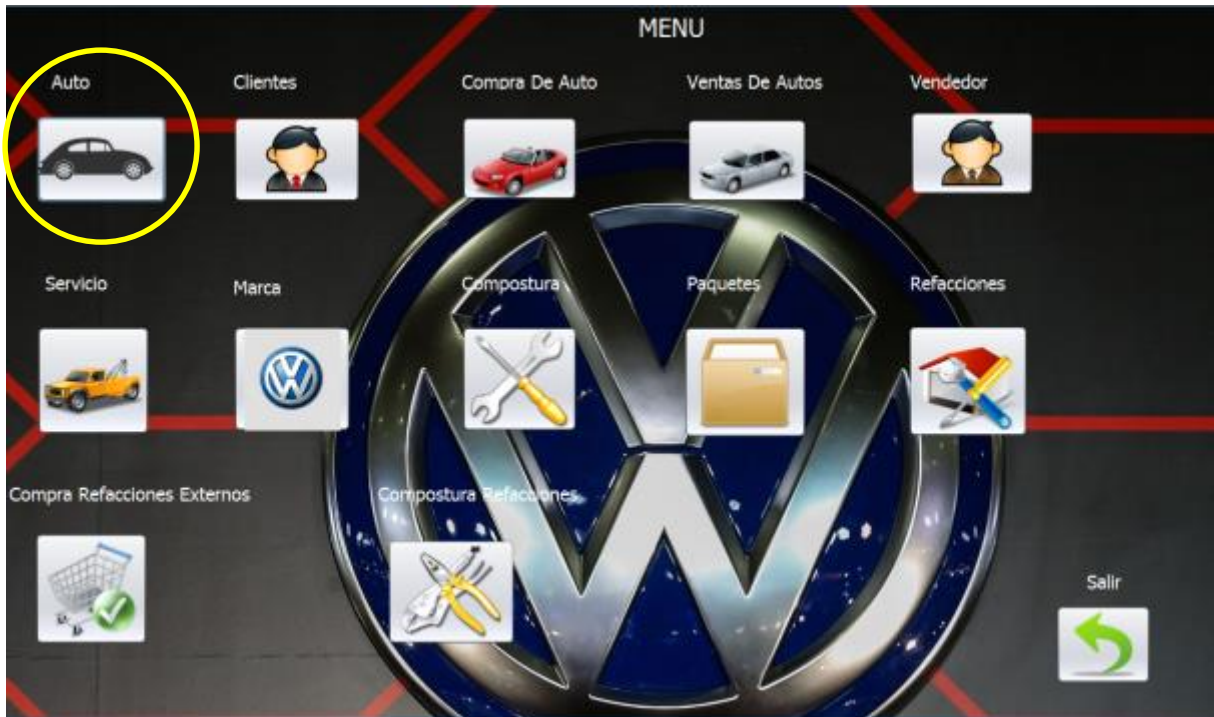 MENU
Auto
Clientes
Compra De Auto
Ventas De Autos
Vendedor
Servicio
Marca
Compostura
Paquetes
Refacciones
Compra Refacciones Externos
Compostura Refacciones
Salir